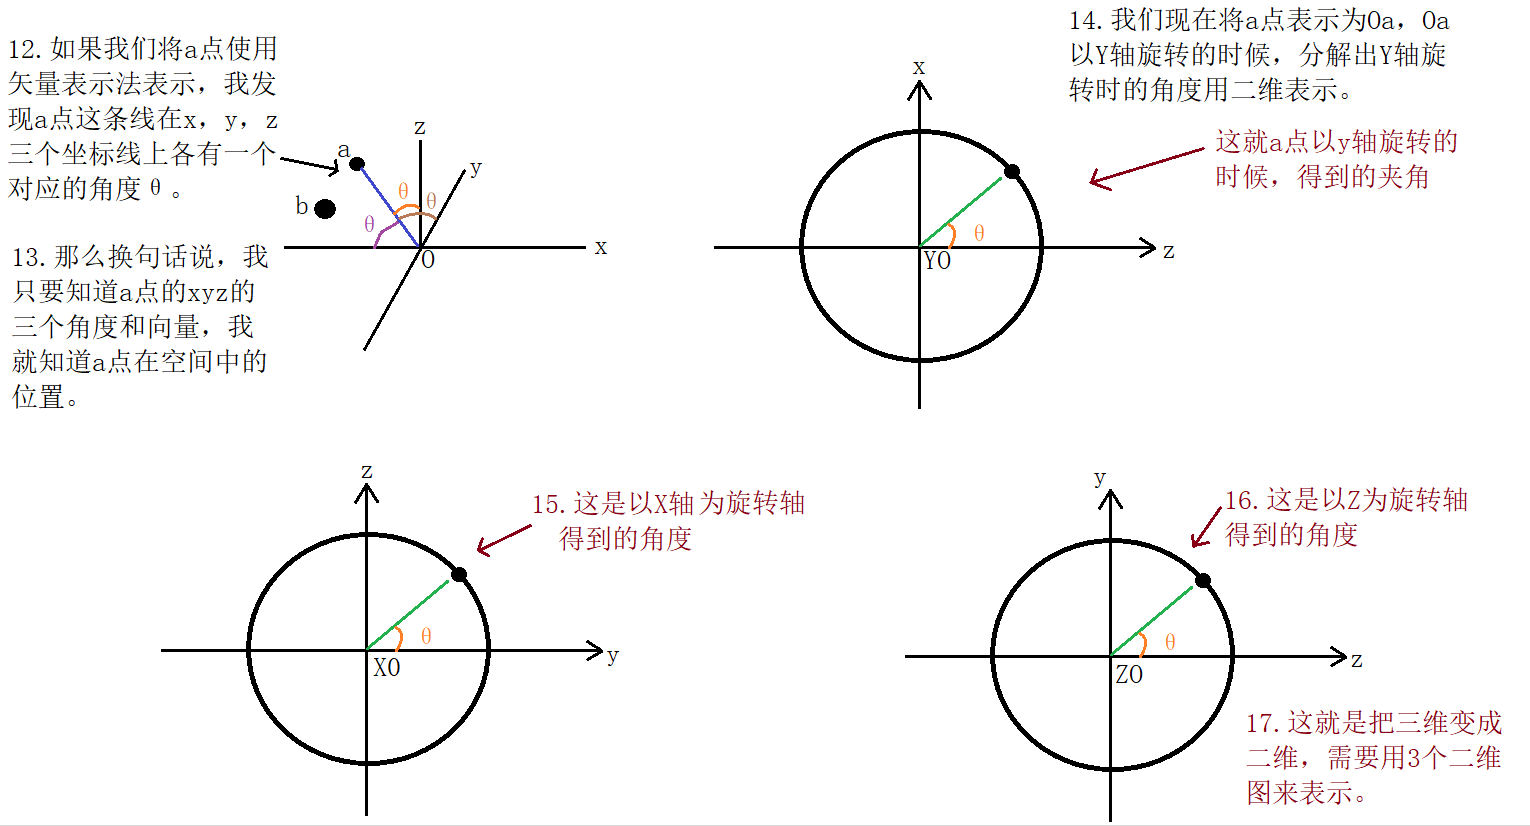 12.如果我们将a点使用
矢量表示法表示，我发
现a点这条线在x，y，z
三个坐标线上各有一个
对应的角度θ。
13.那么换句话说，我
只要知道a点的xyz的
三个角度和向量，我
就知道a点在空间中的
位置。
z
y
a
b
θ
θ
θ
x
O
14.我们现在将a点表示为Oa，Oa
以Y轴旋转的时候，分解出Y轴旋
转时的角度用二维表示。
这就a点以y轴旋转的
时候，得到的夹角
x
θ
YO
z
z
15.这是以X轴为旋转轴
得到的角度
θ
XO
y
y
16.这是以Z为旋转轴
得到的角度
θ
ZO
z
17.这就是把三维变成
二维，需要用3个二维
图来表示。